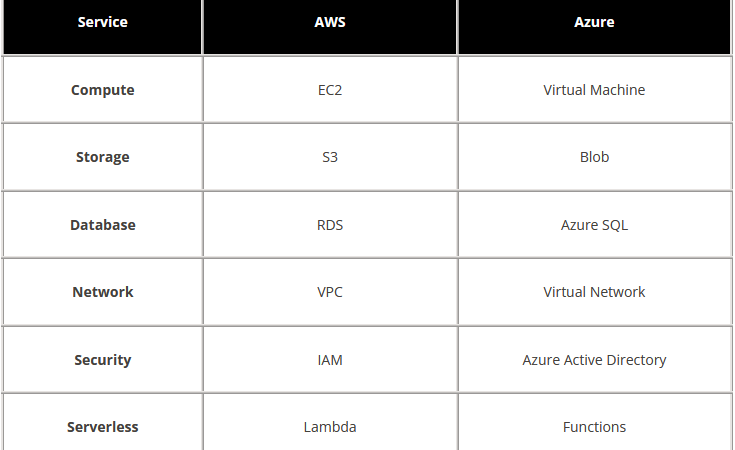 Service AWS Azure
Compute EC2 Virtual Machine
Storage S3 Blob
Database RDS Azure SQL
Network VPC Virtual Network
Security IAM Azure Active Directory
Serverless Lambda Functions